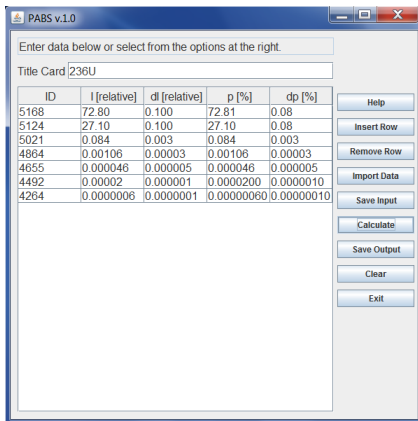 PABS v.1.0
Enter data below or select from the options at the right.
Title Card 236U
ID I [relative] dI [relative] p [%] dp [%]
5168 72.80 0.100 72.81 0.08
5124 27.10 0.100 27.10 0.08
5021 0.084 0.003 0.084 0.003
4864 0.00106 0.00003 0.00106 0.00003
4655 0.000046 0.000005 0.000046 0.000005
4492 0.00002 0.000001 0.0000200 0.0000010
4264 0.0000006 0.0000001 0.00000060 0.00000010
Help
Insert Row
Remove Row
Import Data
Save Input
Calculate
Save Output
Clear
Exit